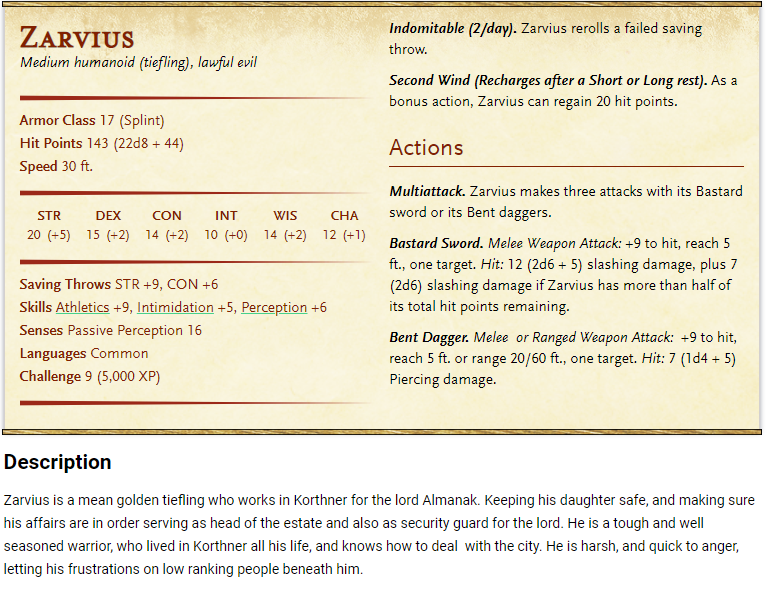 ZARVIUS
Medium humanoid (tiefling), lawful evil
Armor Class 17 (Splint)
Hit Points 143 (22d8 + 44)
Speed 30 ft.
STR DEX CON INT WIS CHA
20 (+5) 15 (+2) 14 (+2) 10 (+0) 14 (+2) 12 (+1)
Saving Throws STR +9, CON +6
Skills Athletics +9, Intimidation +5, Perception +6
Senses Passive Perception 16
Languages Common
Challenge 9 (5,000 XP)
Indomitable (2/day). Zarvius rerolls a failed saving
throw.
Second Wind (Recharges after a Short or Long rest). As a
bonus action, Zarvius can regain 20 hit points.
Actions
Multiattack. Zarvius makes three attacks with its Bastard
sword or its Bent daggers.
Bastard Sword. Melee Weapon Attack: +9 to hit, reach 5
ft., one target. Hit: 12 (2d6 + 5) slashing damage, plus 7
(2d6) slashing damage if Zarvius has more than half of
its total hit points remaining.
Bent Dagger. Melee or Ranged Weapon Attack: +9 to hit,
reach 5 ft. or range 20/60 ft., one target. Hit: 7 (1d4 + 5)
Piercing damage.
Description
Zarvius is a mean golden tiefling who works in Korthner for the lord Almanak. Keeping his daughter safe, and making sure
his affairs are in order serving as head of the estate and also as security guard for the lord. He is a tough and well
seasoned warrior, who lived in Korthner all his life, and knows how to deal with the city. He is harsh, and quick to anger,
letting his frustrations on low ranking people beneath him.